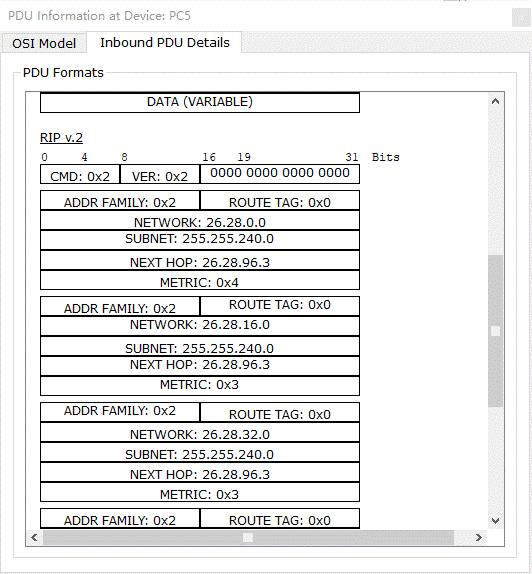 PDU Information at Device: PC5
OSI Model Inbound PDU Details
PDU Formats
DATA (VARIABLE)
RIP v.2
0 4 8 16 19 31 Bits
CMD: 0x2 VER: 0x2 0000 0000 0000 0000
ADDR FAMILY: 0x2 ROUTE TAG: 0x0
NETWORK: 26.28.0.0
SUBNET: 255.255.240.0
NEXT HOP: 26.28.96.3
METRIC: 0x4
ADDR FAMILY: 0x2 ROUTE TAG: 0x0
NETWORK: 26.28.16.0
SUBNET: 255.255.240.0
NEXT HOP: 26.28.96.3
METRIC: 0x3
ADDR FAMILY: 0x2 ROUTE TAG: 0x0
NETWORK: 26.28.32.0
SUBNET: 255.255.240.0
NEXT HOP: 26.28.96.3
METRIC: 0x3
ADDR FAMILY: 0x2 ROUTE TAG: 0x0